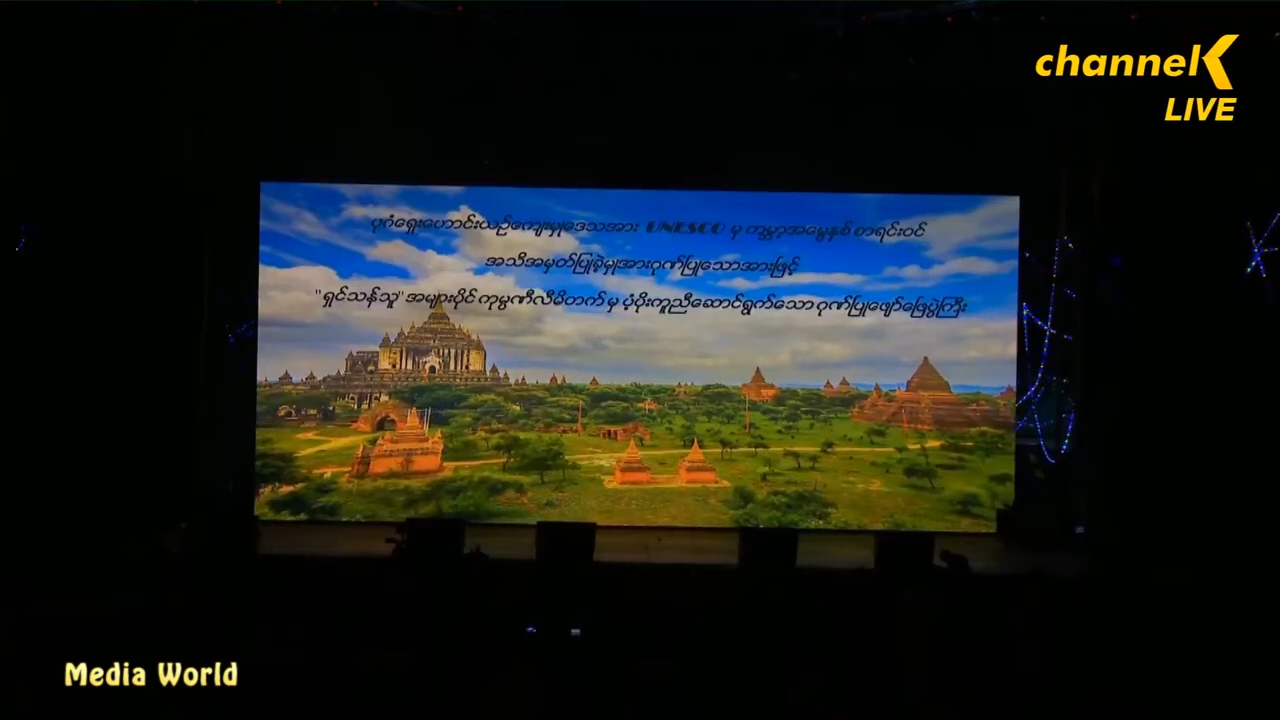 channelK
LIVE
ပုဂံရှေးဟောင်းယဉ်ကျေးမှုဒေသအား UNESCO မှ ကမ္ဘာ့အမွေနှစ် စာရင်းဝင်
အသိအမှတ်ပြုခဲ့မှုအားဂုဏ်ပြုသောအားဖြင့်
"ရှင်သန်သူ"အများပိုင် ကုမ္ပဏီလီမိတက် မှ ပံ့ပိုးကူညီဆောင်ရွက်သော ဂုဏ်ပြုဖျော်ဖြေပွဲကြီး
Media World